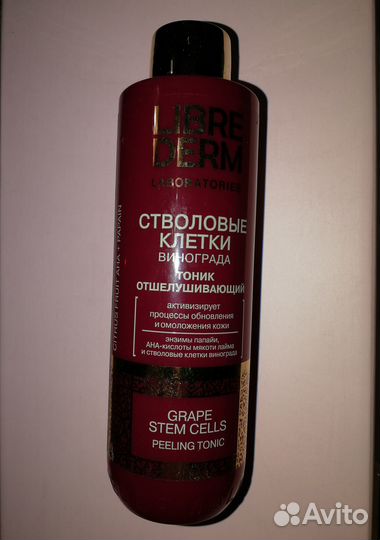 LIBRE
DERM
LABORATORIES
СТВОЛОВЫЕ
КЛЕТКИ
ВИНОГРАДА
ТОНИК
ОТШЕЛУШИВАЮЩИЙ
активизирует
процессы обновления
и омоложения кожи
энзимы папайи,
АНА-кислоты мякоти лайма
и стволовые клетки винограда
GRAPE
STEM CELLS
PEELING TONIC
CITRUS FRUIT AHA + PAPAIN
Avito